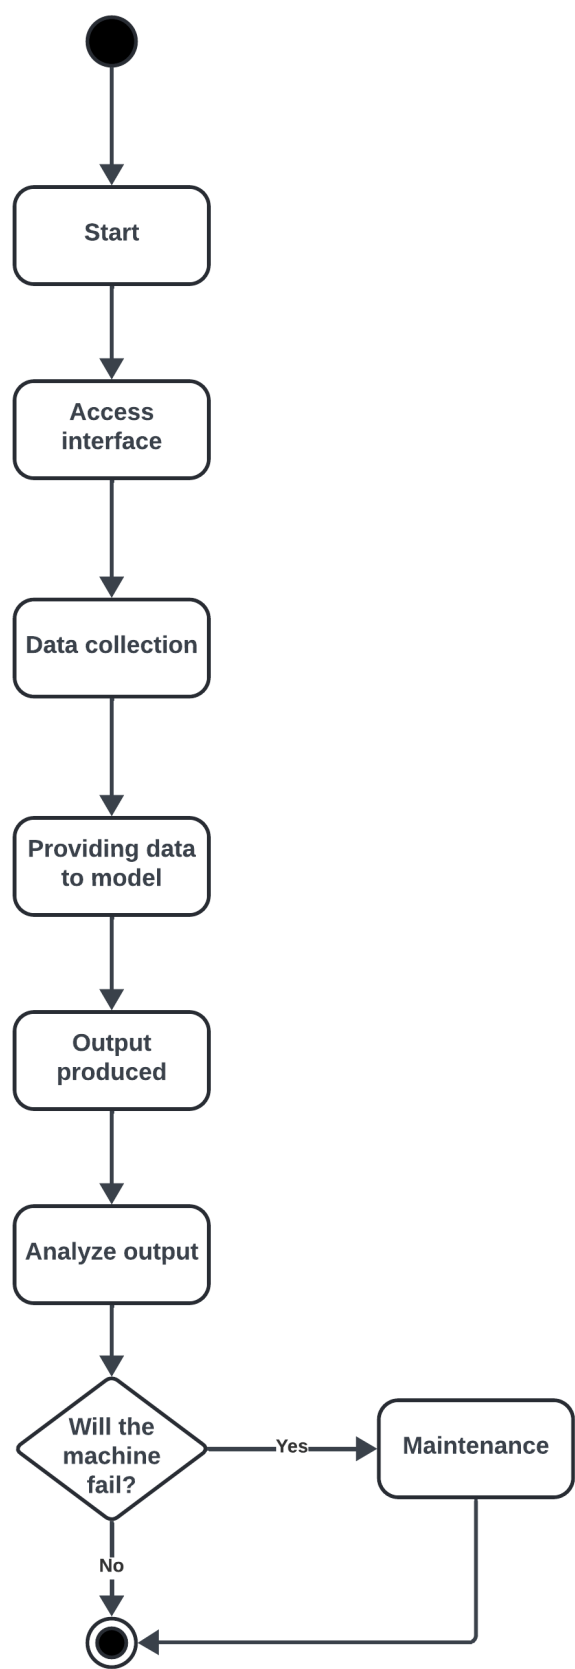 Start
Access
interface
Data collection
Providing data
to model
Output
produced
Analyze output
Will the
machine
fail?
Yes
Maintenance
No